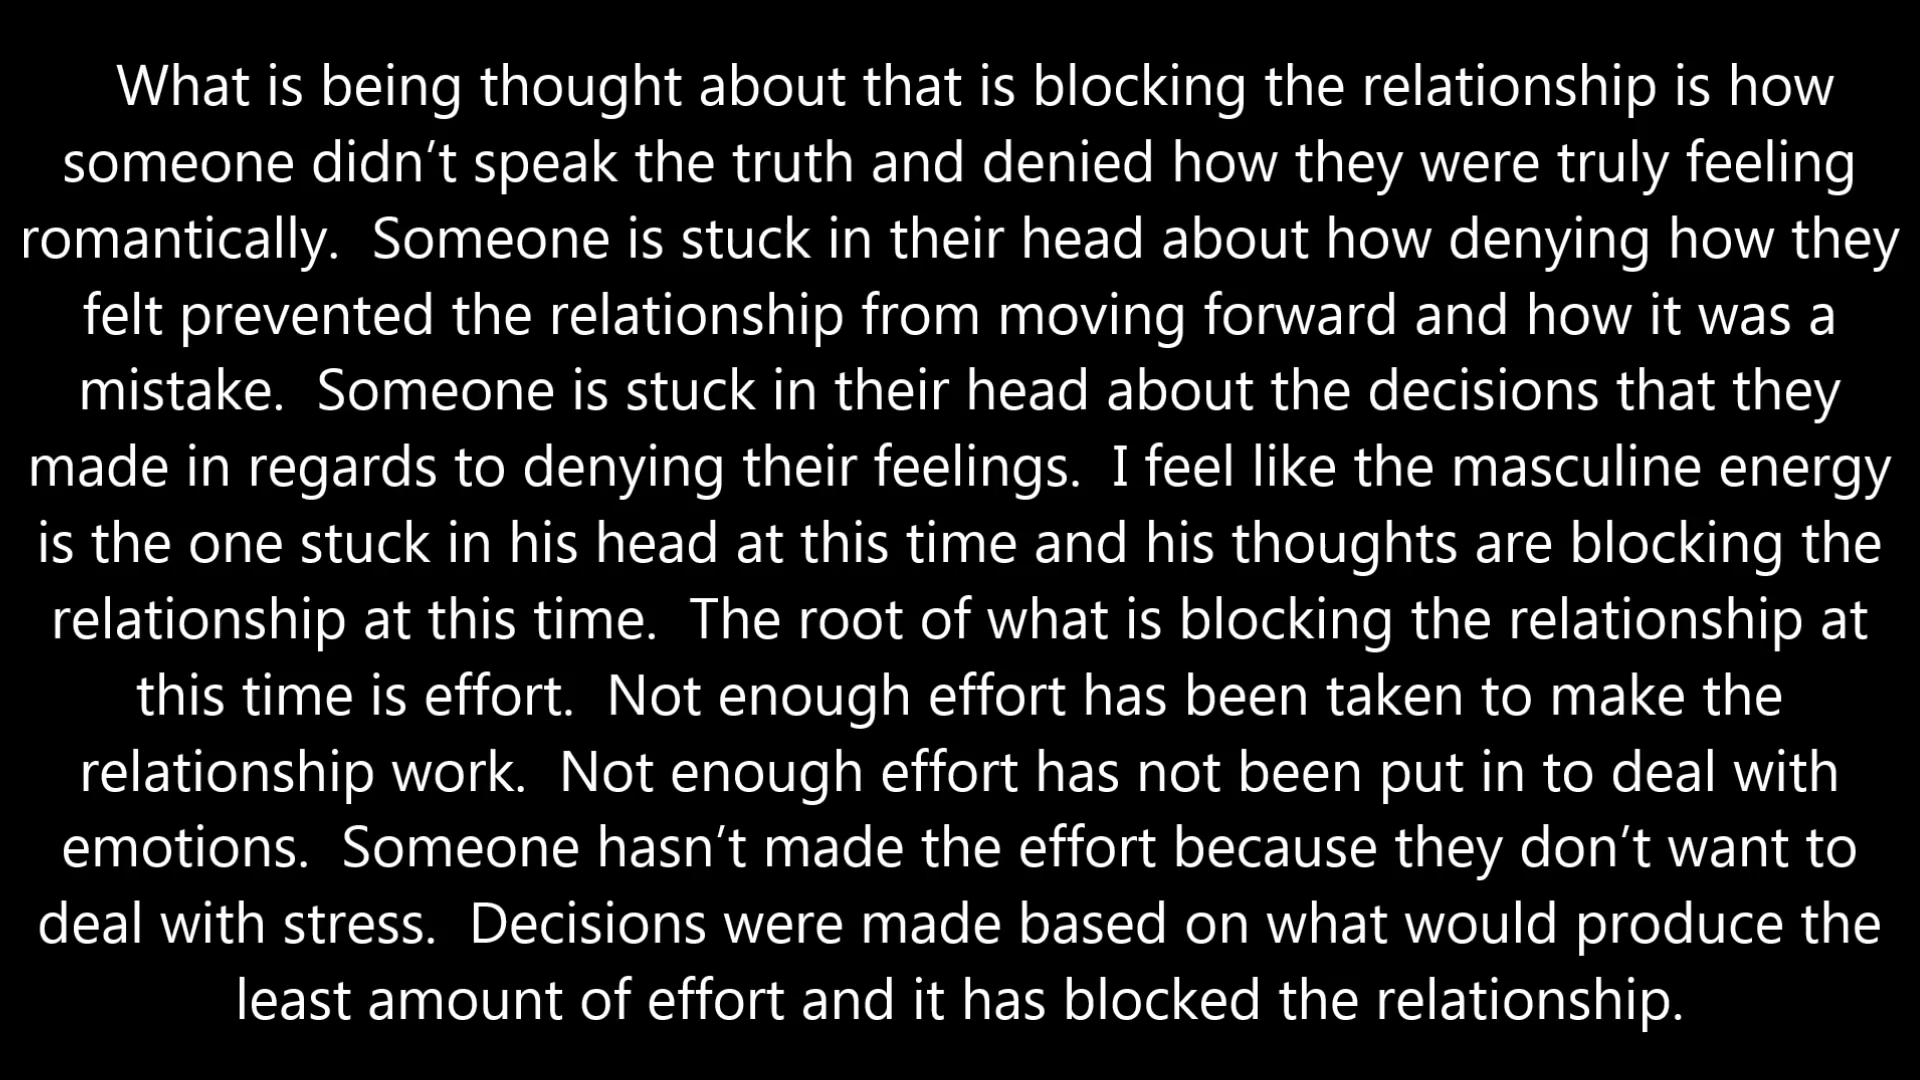 What is being thought about that is blocking the relationship is how
someone didn’t speak the truth and denied how they were truly feeling
romantically.  Someone is stuck in their head about how denying how they
felt prevented the relationship from moving forward and how it was a
mistake.  Someone is stuck in their head about the decisions that they
made in regards to denying their feelings.  I feel like the masculine energy
is the one stuck in his head at this time and his thoughts are blocking the
relationship at this time.  The root of what is blocking the relationship at
this time is effort.  Not enough effort has been taken to make the
relationship work.  Not enough effort has not been put in to deal with
emotions.  Someone hasn’t made the effort because they don’t want to
deal with stress.  Decisions were made based on what would produce the
least amount of effort and it has blocked the relationship.